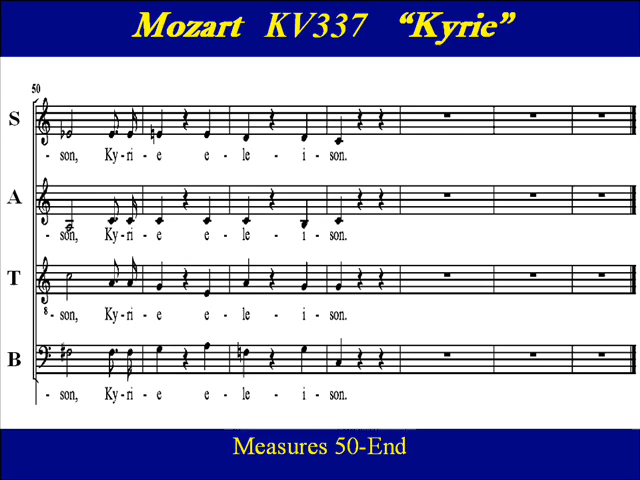 Mozart KV337 “Kyrie”
50
S
- son, Ky - ri - e e - le - i - son.
A
- son, Ky - ri - e e - le - i - son.
T
8
- son, Ky - ri - e e - le - i - son.
B
- son, Ky - ri - e e - le - i - son.
Measures 50-End